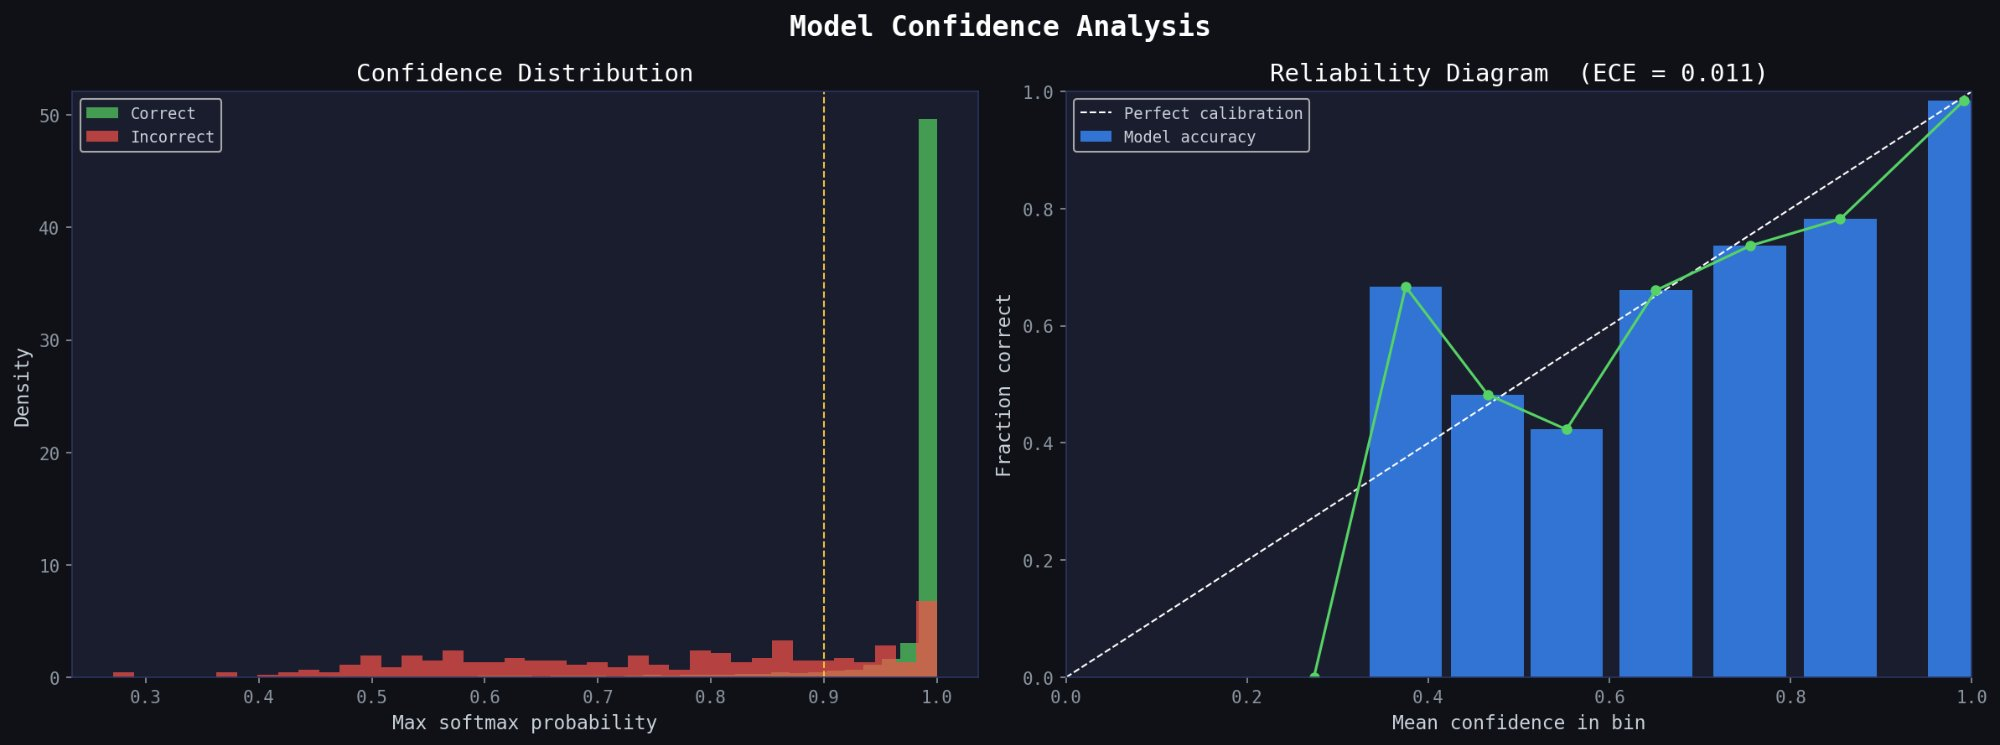 Model Confidence Analysis
Confidence Distribution
Correct
Incorrect
50
40
30
20
10
0
Density
0.3 0.4 0.5 0.6 0.7 0.8 0.9 1.0
Max softmax probability
Reliability Diagram (ECE = 0.011)
Perfect calibration
Model accuracy
1.0
0.8
0.6
0.4
0.2
0.0
Fraction correct
0.0 0.2 0.4 0.6 0.8 1.0
Mean confidence in bin